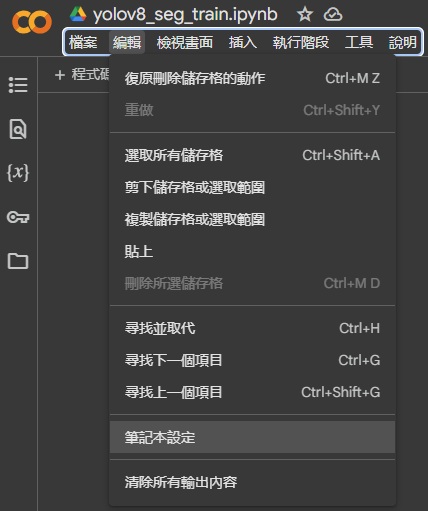 yolov8_seg_train.ipynb
檔案 編輯 檢視畫面 插入 執行階段 工具 說明
+ 程式碼
復原刪除儲存格的動作 Ctrl+M Z
重做 Ctrl+Shift+Y
選取所有儲存格 Ctrl+Shift+A
剪下儲存格或選取範圍
複製儲存格或選取範圍
貼上
刪除所選儲存格 Ctrl+M D
尋找並取代 Ctrl+H
尋找下一個項目 Ctrl+G
尋找上一個項目 Ctrl+Shift+G
筆記本設定
清除所有輸出內容
{x}